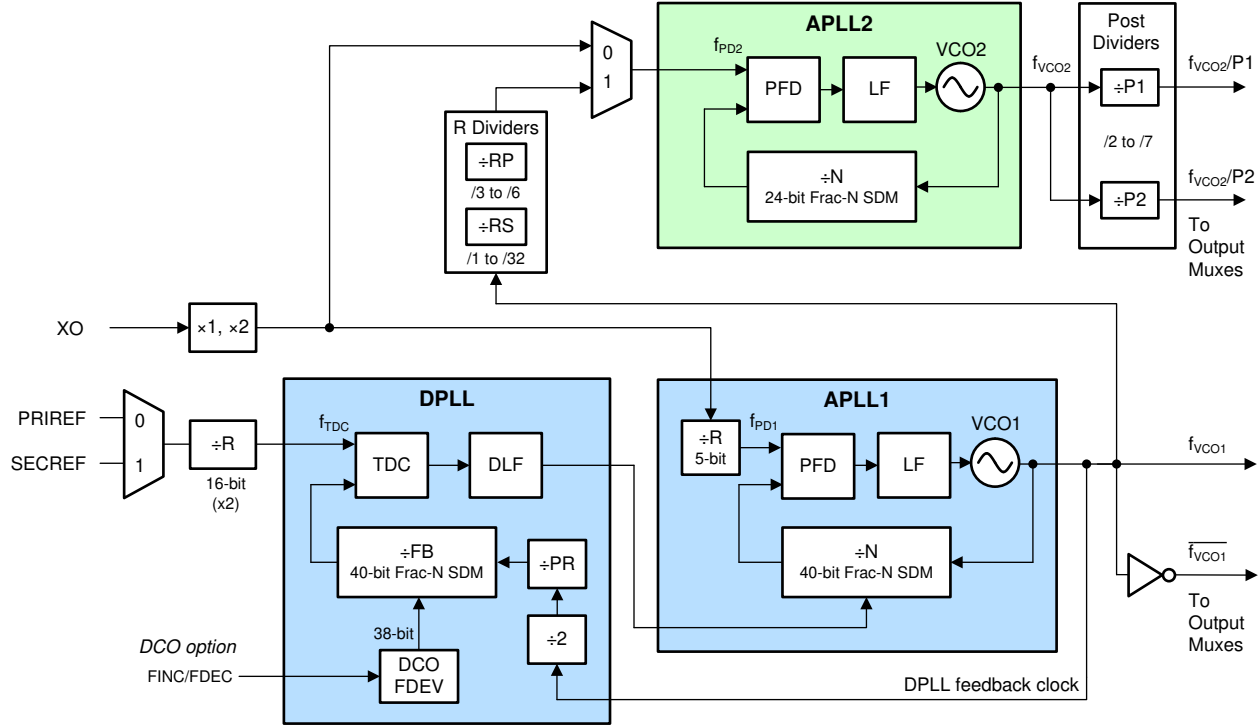 APLL2
Post
Dividers
0
1
fPD2
PFD
LF
VCO2
fVCO2
÷P1
fVCO2/P1
R Dividers
÷RP
/3 to /6
÷RS
/1 to /32
÷N
24-bit Frac-N SDM
/2 to /7
÷P2
fVCO2/P2
To
Output
Muxes
XO
×1, ×2
DPLL
APLL1
PRIREF
SECREF
0
1
÷R
16-bit
(x2)
fTDC
TDC
DLF
÷R
5-bit
fPD1
PFD
LF
VCO1
fVCO1
÷FB
40-bit Frac-N SDM
÷PR
÷N
40-bit Frac-N SDM
fVCO1
To
Output
Muxes
38-bit
÷2
DCO option
FINC/FDEC
DCO
FDEV
DPLL feedback clock